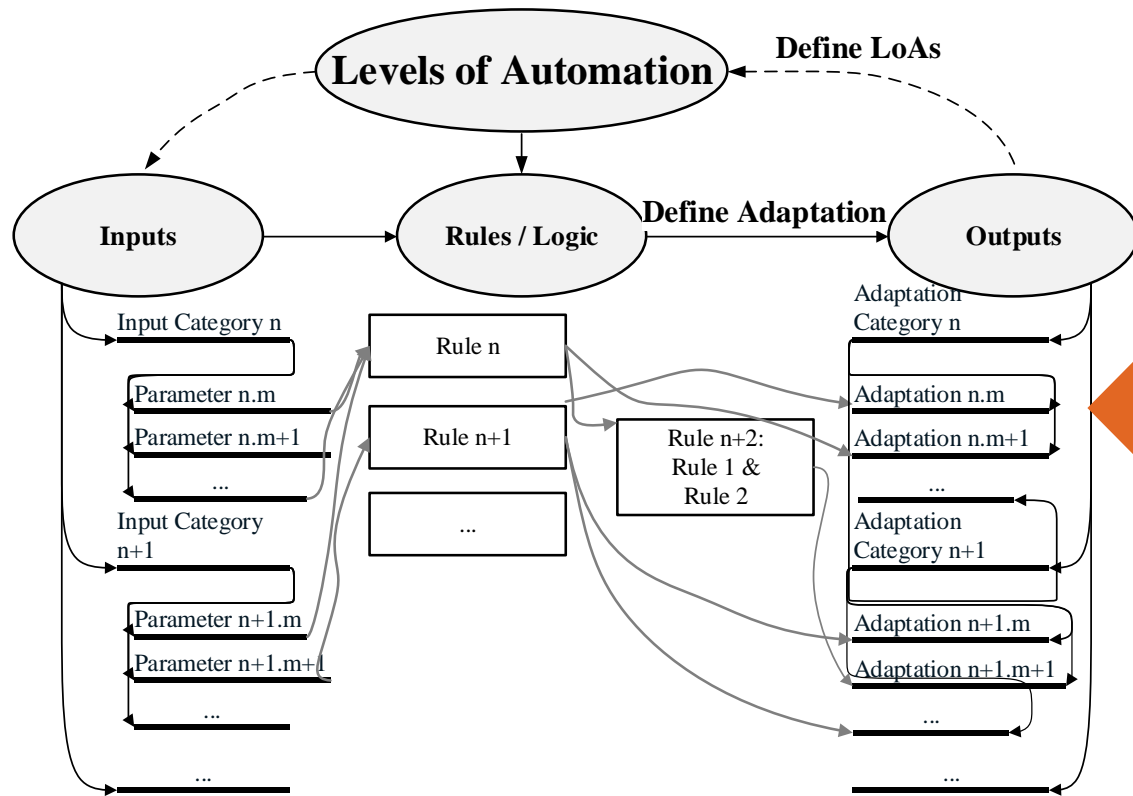 Levels of Automation
Define LoAs
Inputs
Rules / Logic
Define Adaptation
Outputs
Input Category n
Parameter n.m
Parameter n.m+1
...
Input Category
n+1
Parameter n+1.m
Parameter n+1.m+1
...
...
Rule n
Rule n+1
...
Rule n+2:
Rule 1 &
Rule 2
Adaptation
Category n
Adaptation n.m
Adaptation n.m+1
...
Adaptation
Category n+1
Adaptation n+1.m
Adaptation n+1.m+1
...
...